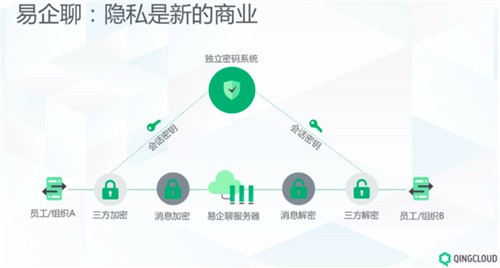 易企聊：隐私是新的商业
独立密码系统
会话密钥
会话密钥
员工/组织A
三方加密
消息加密
易企聊服务器
消息解密
三方解密
员工/组织B
QINGCLOUD